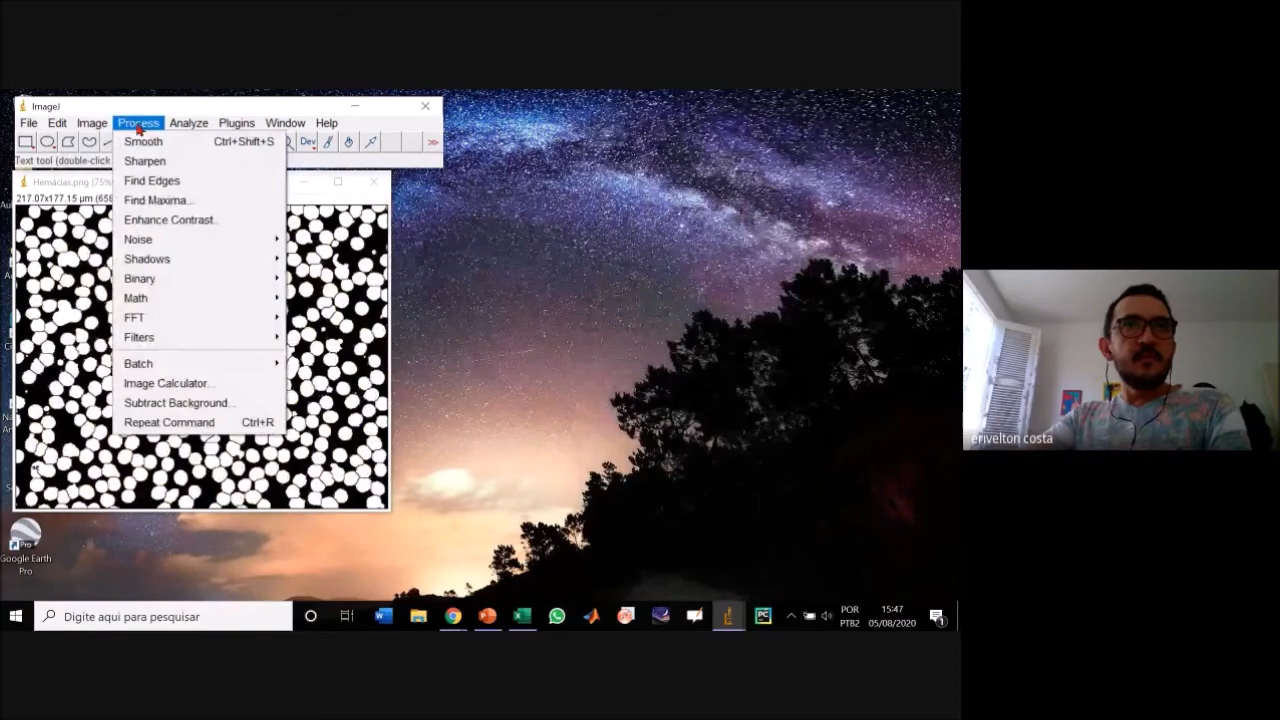 ImageJ
File Edit Image Process Analyze Plugins Window Help
Dev
Text tool (double-click
Smooth Ctrl+Shift+S
Sharpen
Find Edges
Find Maxima...
Enhance Contrast...
Noise
Shadows
Binary
Math
FFT
Filters
Batch
Image Calculator...
Subtract Background...
Repeat Command Ctrl+R
Hemácias.png (75%)
217.07x177.15 µm (658
Google Earth
Pro
erivelton costa
Digite aqui para pesquisar
POR
PTB2
15:47
05/08/2020